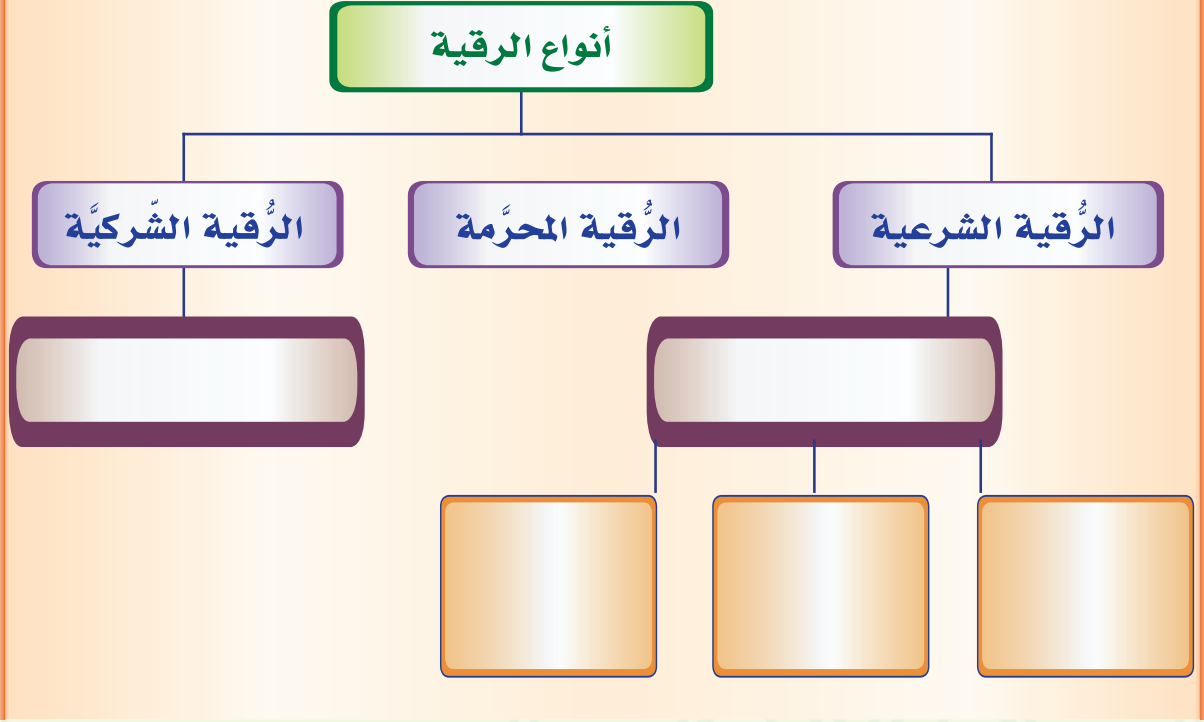 أنواع الرقية
الرُّقية الشرعية
الرُّقية المحرَّمة
الرُّقية الشّركيَّة